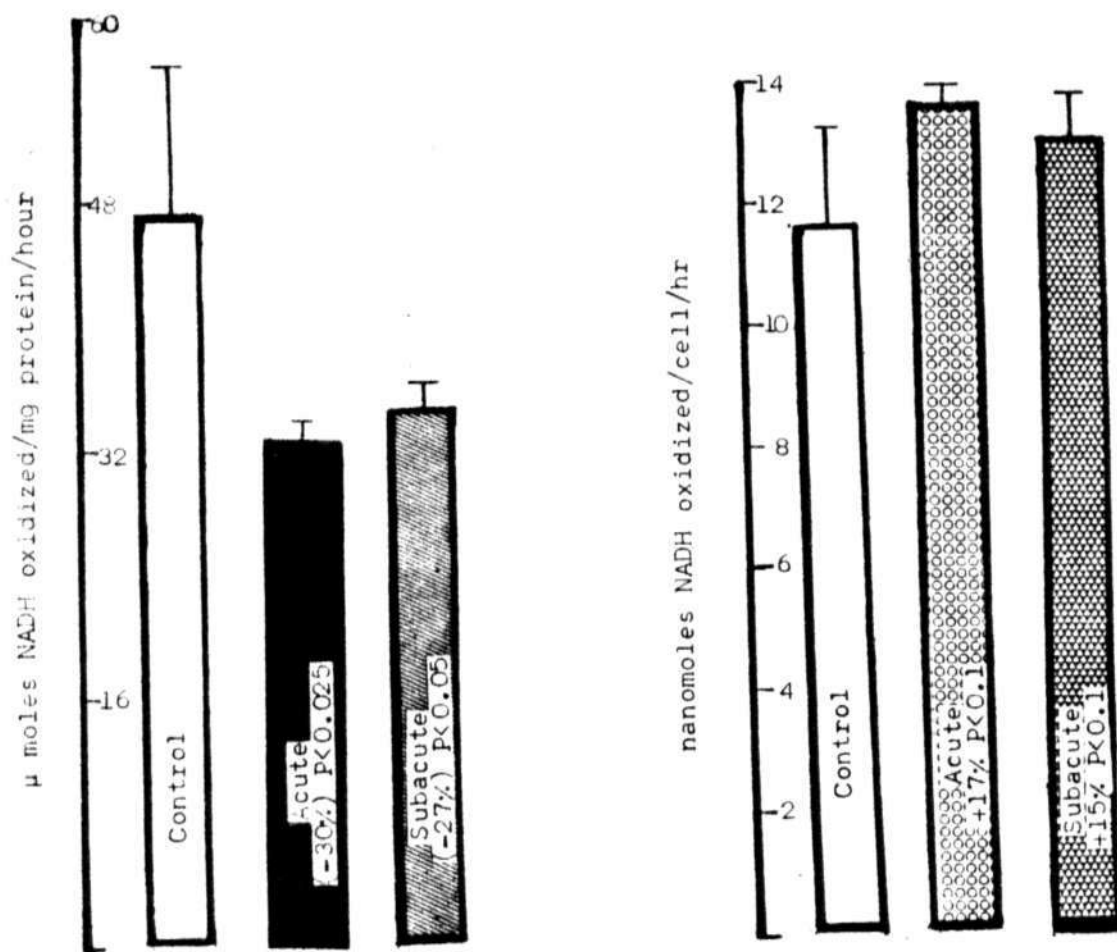 μ moles NADH oxidized/mg protein/hour
60
48
32
16
Control
Acute
(-30%) P<0.025
Subacute
(-27%) P<0.05
nanomoles NADH oxidized/cell/hr
14
12
10
8
6
4
2
Control
Acute
+17% P<0.1
Subacute
+15% P<0.1